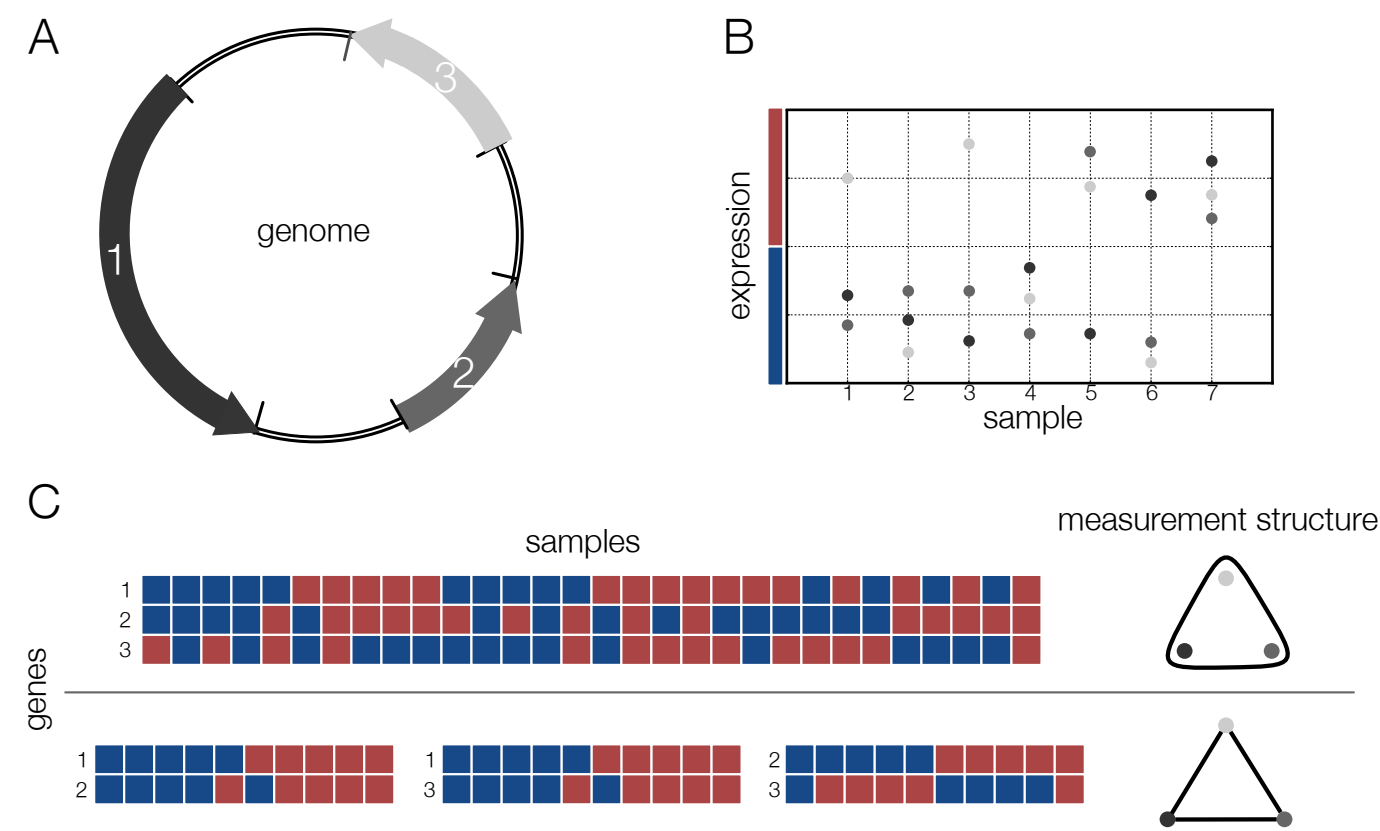 A
3
1
genome
2
B
expression
1 2 3 4 5 6 7
sample
C
measurement structure
samples
1
2
3
genes
1
2
1
3
2
3